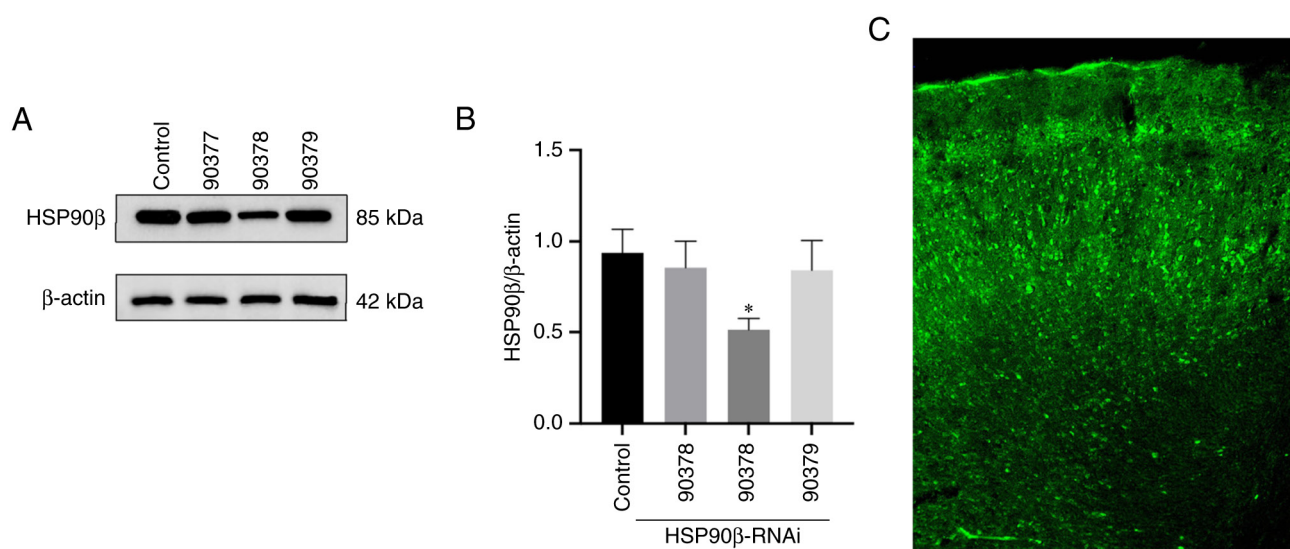 A
Control
90377
90378
90379
HSP90β
85 kDa
β-actin
42 kDa
B
HSP90β/β-actin
1.5
1.0
0.5
0.0
*
Control
90378
90378
90379
HSP90β-RNAi
C